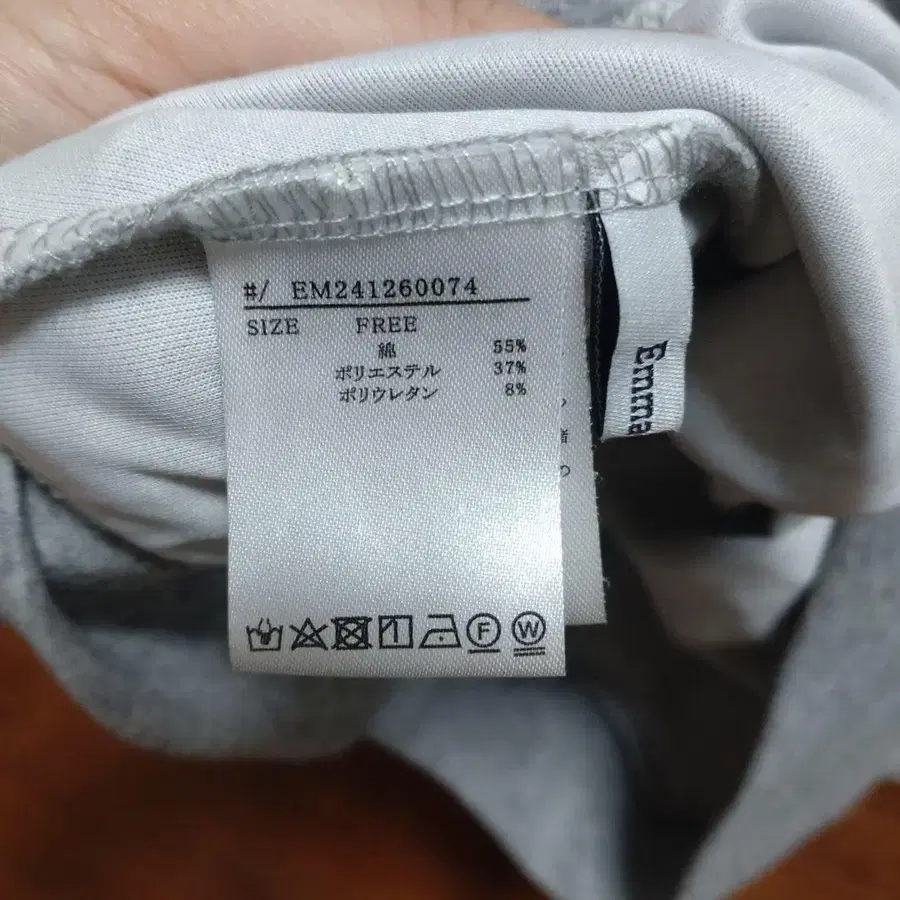 #/ EM241260074
SIZE FREE
綿 55%
ポリエステル 37%
ポリウレタン 8%
F
W
Emma